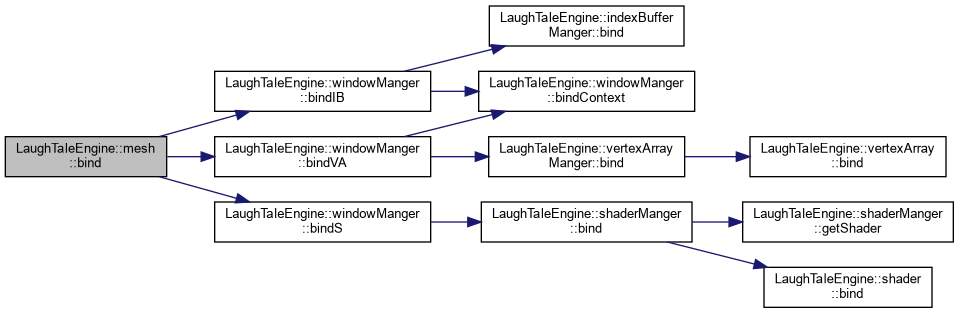 LaughTaleEngine::indexBuffer
Manger::bind
LaughTaleEngine::windowManger
::bindIB
LaughTaleEngine::windowManger
::bindContext
LaughTaleEngine::mesh
::bind
LaughTaleEngine::windowManger
::bindVA
LaughTaleEngine::vertexArray
Manger::bind
LaughTaleEngine::vertexArray
::bind
LaughTaleEngine::windowManger
::bindS
LaughTaleEngine::shaderManger
::bind
LaughTaleEngine::shaderManger
::getShader
LaughTaleEngine::shader
::bind